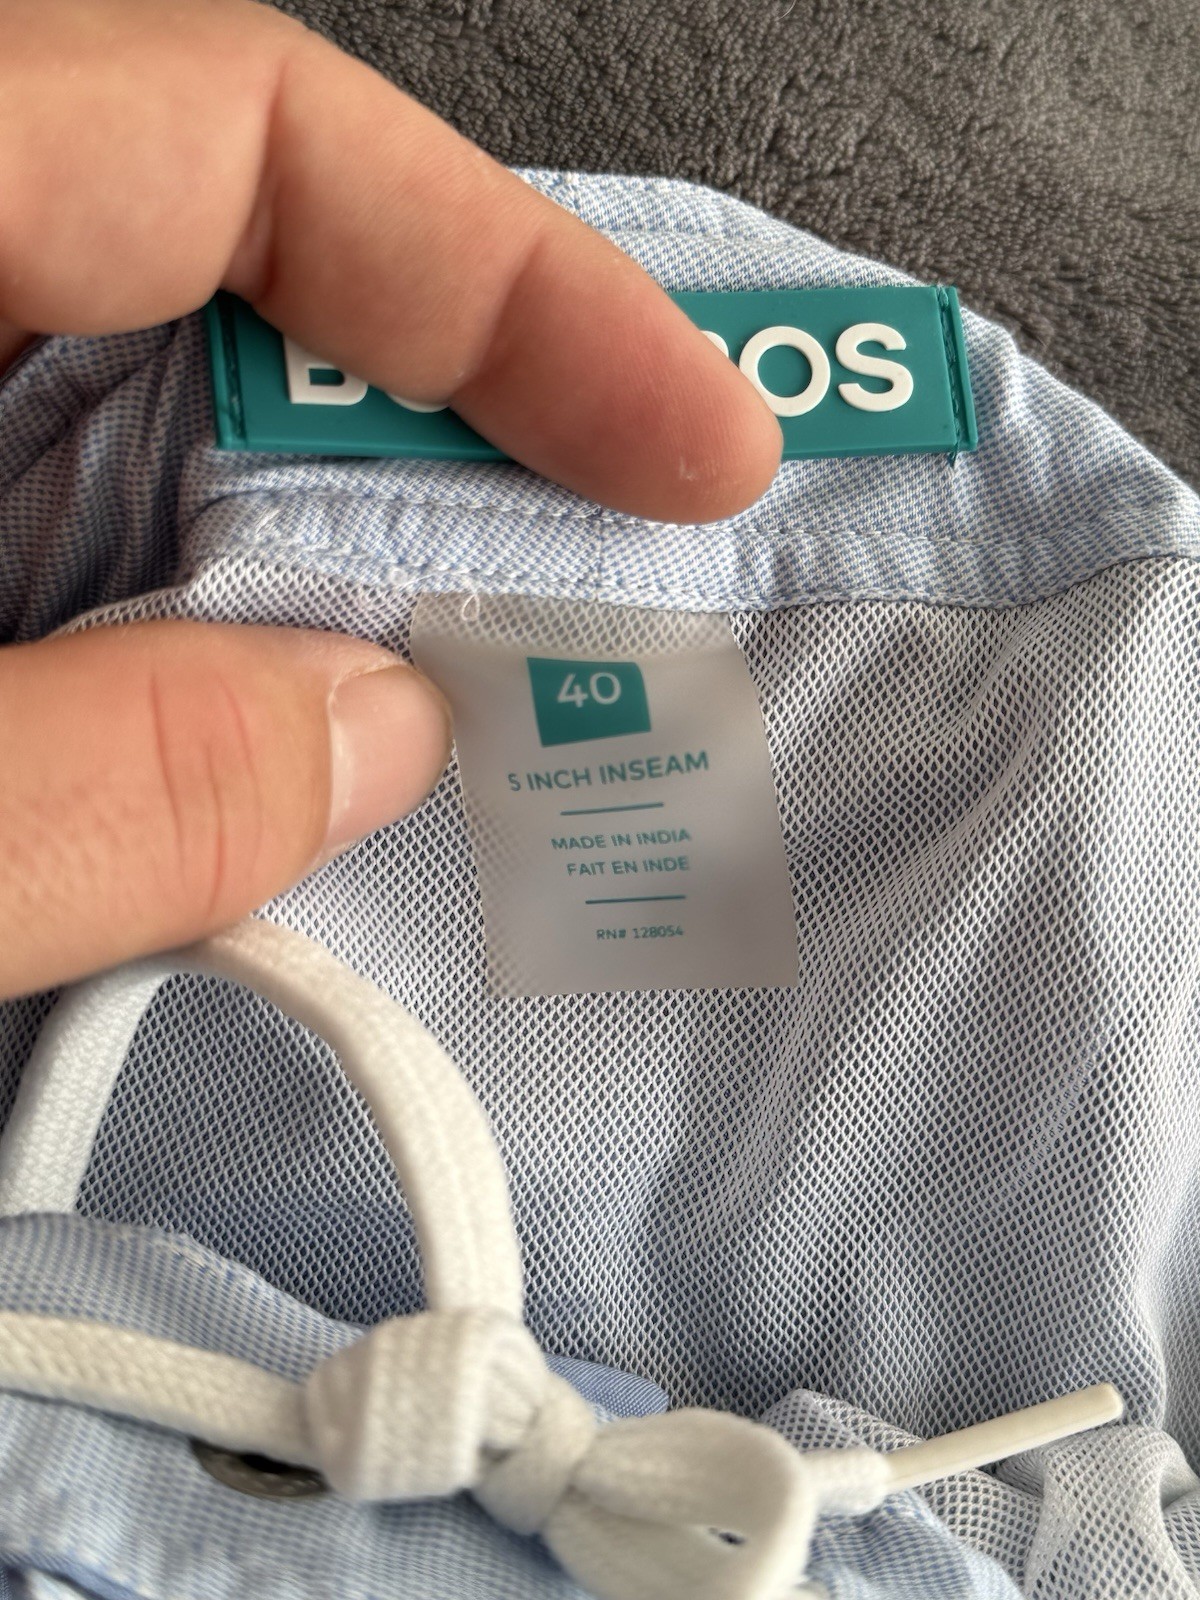 40
5 INCH INSEAM
MADE IN INDIA
FAIT EN INDE
RN# 128054